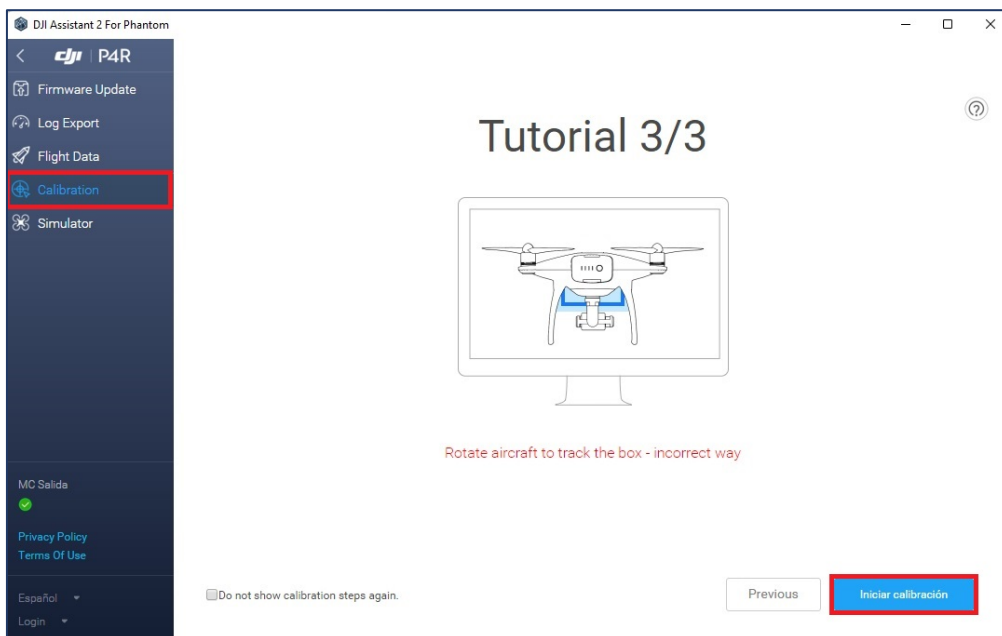 DJI Assistant 2 For Phantom
dji P4R
Firmware Update
Log Export
Flight Data
Calibration
Simulator
MC Salida
Privacy Policy
Terms Of Use
Español
Login
Tutorial 3/3
Rotate aircraft to track the box - incorrect way
Do not show calibration steps again.
Previous
Iniciar calibración